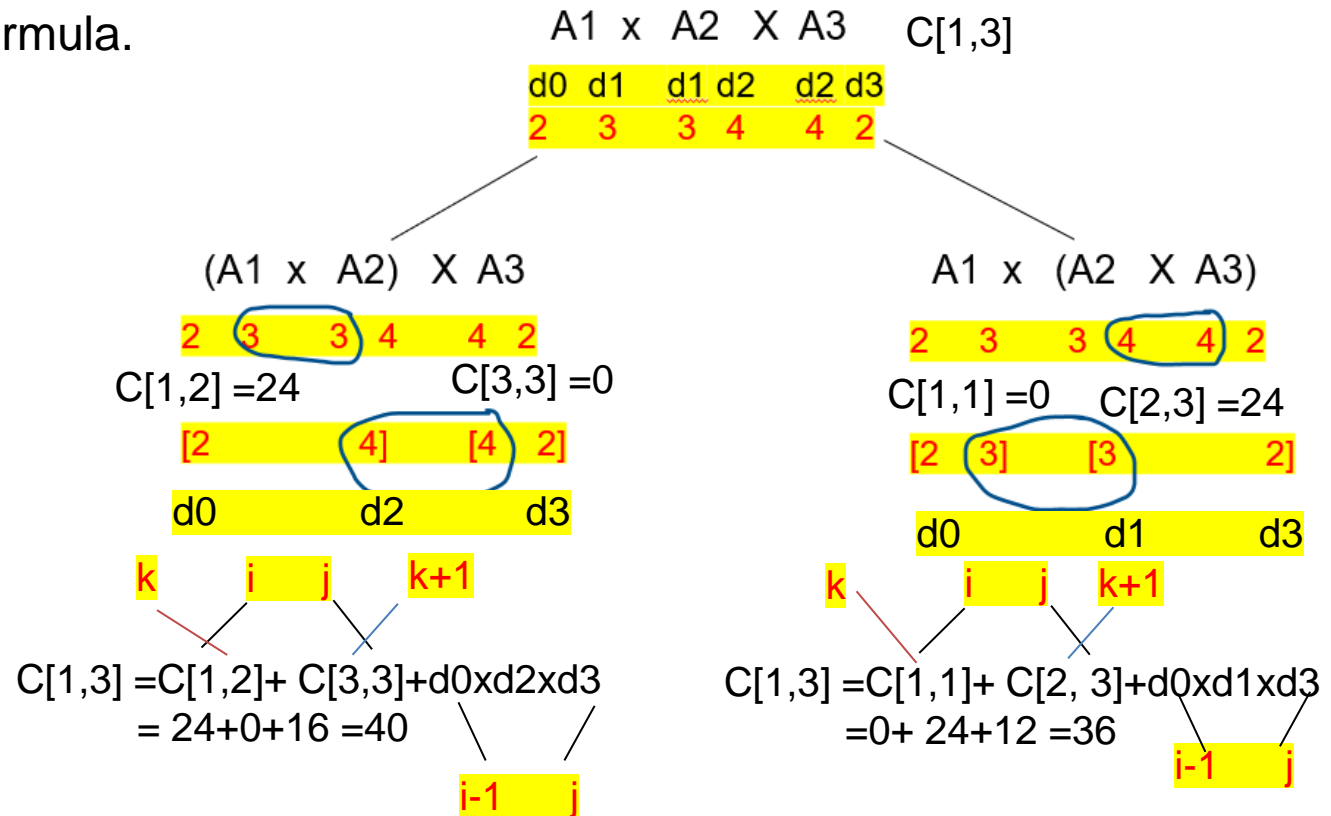 rmula.
A1 x A2 X A3 C[1,3]
d0 d1 d1 d2 d2 d3
2 3 3 4 4 2
(A1 x A2) X A3
2 3 3 4 4 2
C[1,2] =24 C[3,3] =0
[2 4] [4 2]
d0 d2 d3
k i j k+1
C[1,3] =C[1,2]+ C[3,3]+d0xd2xd3
= 24+0+16 =40
i-1 j
A1 x (A2 X A3)
2 3 3 4 4 2
C[1,1] =0 C[2,3] =24
[2 3] [3 2]
d0 d1 d3
k i j k+1
C[1,3] =C[1,1]+ C[2, 3]+d0xd1xd3
=0+ 24+12 =36
i-1 j